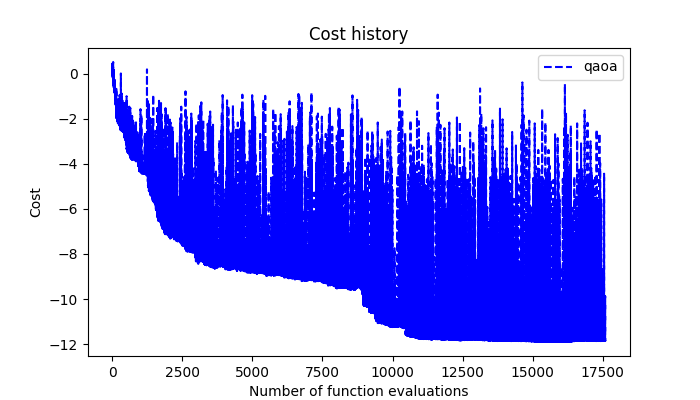 Cost history
qaoa
0
−2
−4
−6
−8
−10
−12
Cost
0 2500 5000 7500 10000 12500 15000 17500
Number of function evaluations